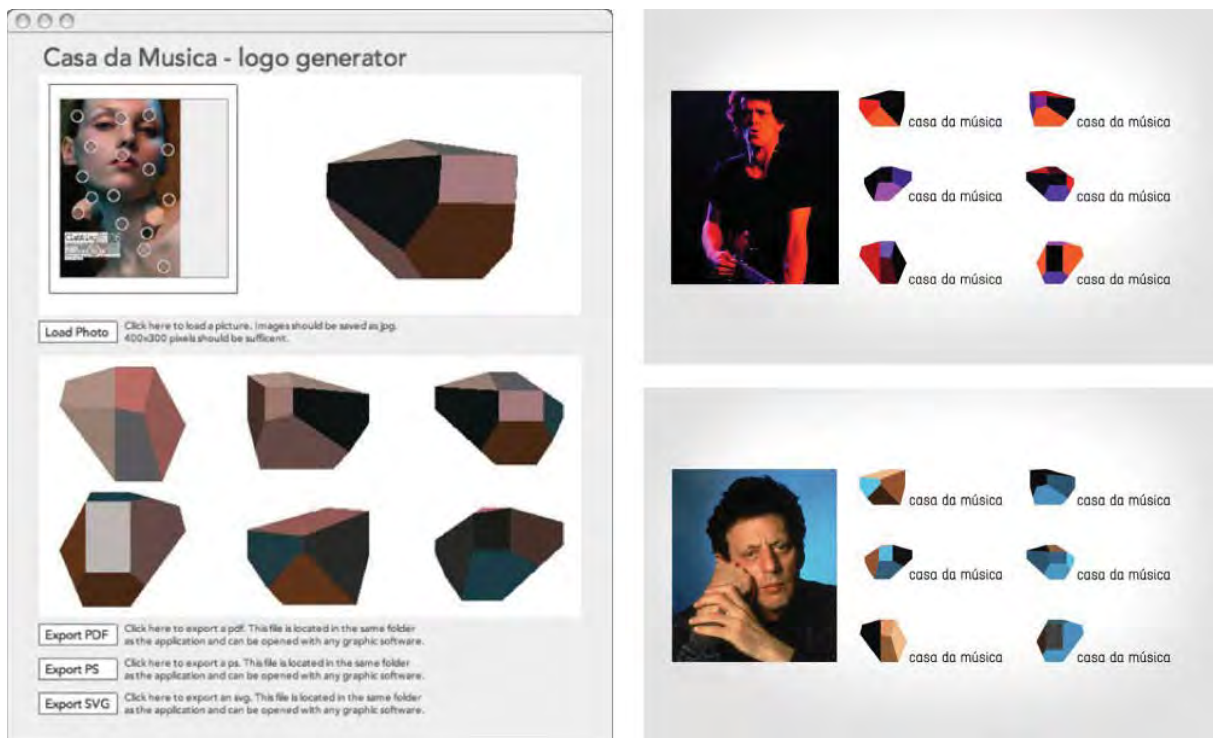 Casa da Musica - logo generator
Load Photo
Click here to load a picture. Images should be saved as jpg.
400x300 pixels should be sufficent.
Export PDF
Click here to export a pdf. This file is located in the same folder
as the application and can be opened with any graphic software.
Export PS
Click here to export a ps. This file is located in the same folder
as the application and can be opened with any graphic software.
Export SVG
Click here to export an svg. This file is located in the same folder
as the application and can be opened with any graphic software.
casa da música
casa da música
casa da música
casa da música
casa da música
casa da música
casa da música
casa da música
casa da música
casa da música
casa da música
casa da música